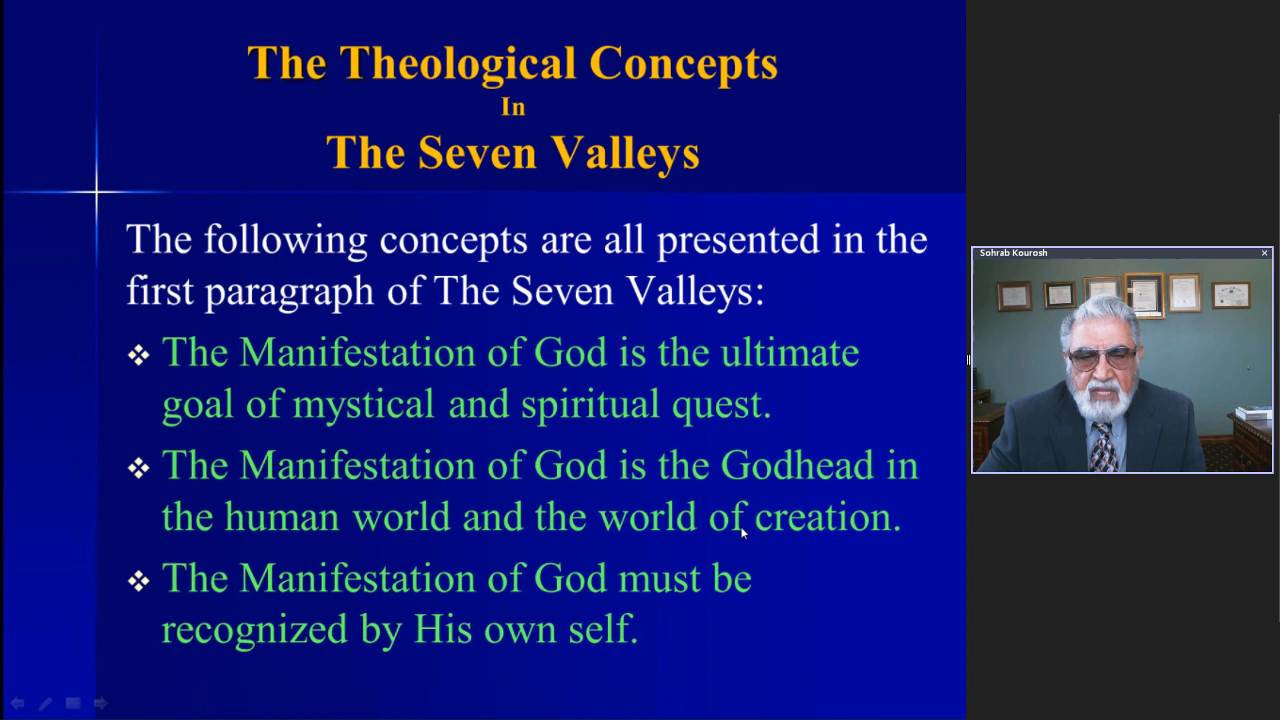 The Theological Concepts
In
The Seven Valleys
The following concepts are all presented in the
first paragraph of The Seven Valleys:
❖ The Manifestation of God is the ultimate
goal of mystical and spiritual quest.
❖ The Manifestation of God is the Godhead in
the human world and the world of creation.
❖ The Manifestation of God must be
recognized by His own self.
Sohrab Kourosh